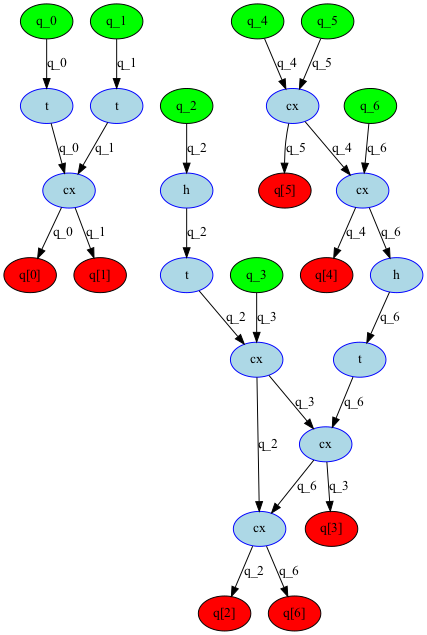 q_0 q_1 q_4 q_5
q_0 q_1 q_4 q_5
t t q_2 cx q_6
q_0 q_1 q_2 q_5 q_4 q_6
cx h q[5] cx
q_0 q_1 q_2 q_4 q_6
q[0] q[1] t q_3 q[4] h
q_2 q_3 q_6
cx t
q_2 q_3 q_6
cx
q_6 q_3
cx q[3]
q_2 q_6
q[2] q[6]